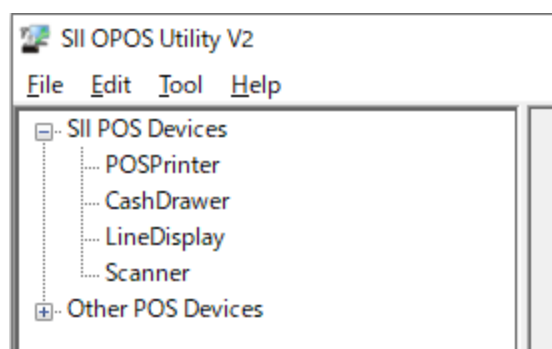 SII OPOS Utility V2
File Edit Tool Help
SII POS Devices
POSPrinter
CashDrawer
LineDisplay
Scanner
Other POS Devices